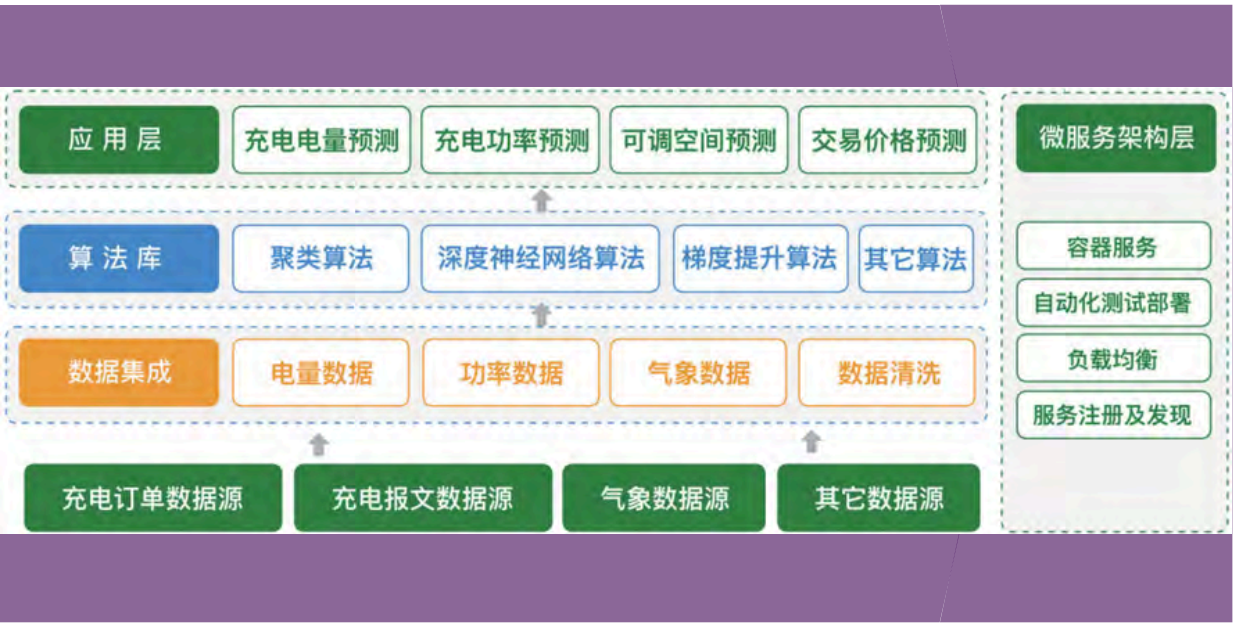 应用层
充电电量预测
充电功率预测
可调空间预测
交易价格预测
算法库
聚类算法
深度神经网络算法
梯度提升算法
其它算法
数据集成
电量数据
功率数据
气象数据
数据清洗
充电订单数据源
充电报文数据源
气象数据源
其它数据源
微服务架构层
容器服务
自动化测试部署
负载均衡
服务注册及发现